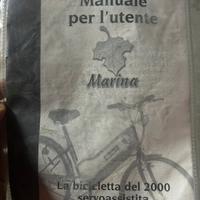 Manuale
per l'utente
Marina
La bicicletta del 2000
servoassistita